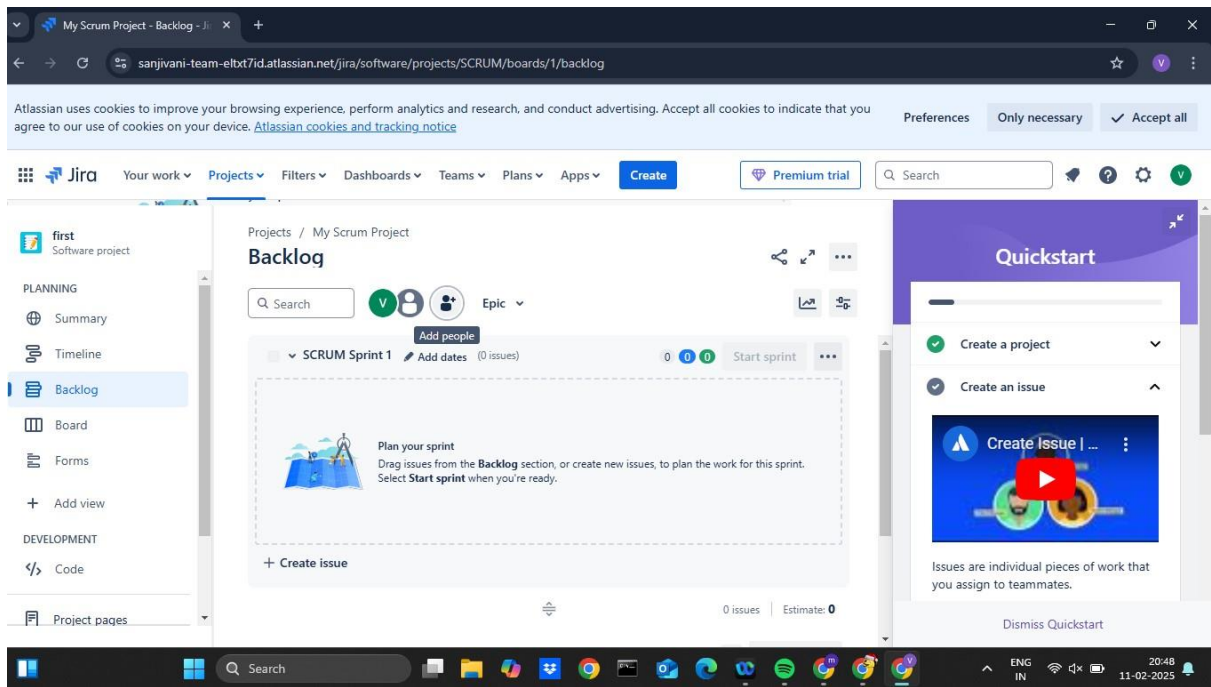 My Scrum Project - Backlog - Ji
sanjivani-team-eltxt7id.atlassian.net/jira/software/projects/SCRUM/boards/1/backlog
V
Atlassian uses cookies to improve your browsing experience, perform analytics and research, and conduct advertising. Accept all cookies to indicate that you
agree to our use of cookies on your device. Atlassian cookies and tracking notice
Preferences
Only necessary
Accept all
Jira
Your work
Projects
Filters
Dashboards
Teams
Plans
Apps
Create
Premium trial
Search
V
first
Software project
PLANNING
Summary
Timeline
Backlog
Board
Forms
Add view
DEVELOPMENT
Code
Project pages
Projects / My Scrum Project
Backlog
Search
V
Epic
Add people
SCRUM Sprint 1 Add dates (0 issues)
0 0 0
Start sprint
Plan your sprint
Drag issues from the Backlog section, or create new issues, to plan the work for this sprint.
Select Start sprint when you're ready.
+ Create issue
0 issues | Estimate: 0
Quickstart
Create a project
Create an issue
Create Issue | ...
Issues are individual pieces of work that
you assign to teammates.
Dismiss Quickstart
Search
ENG
IN
20:48
11-02-2025